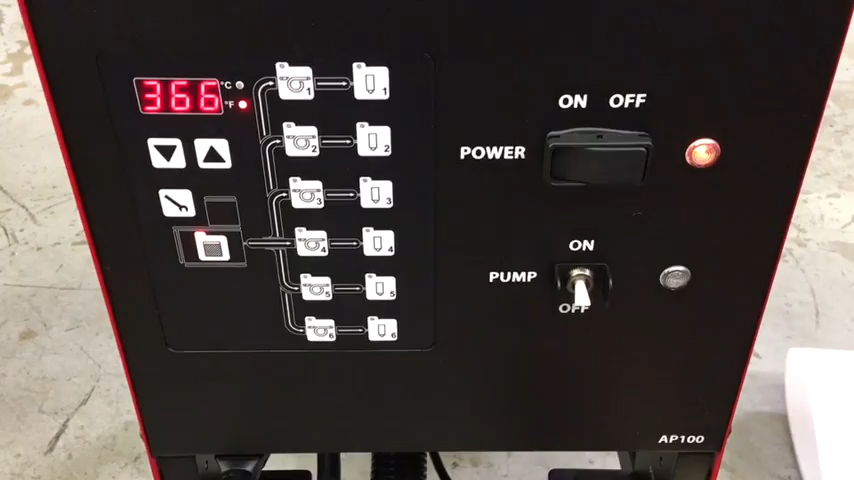 366
°C
°F
1 1
2 2
3 3
4 4
5 5
6 6
ON OFF
POWER
ON
PUMP
OFF
AP100